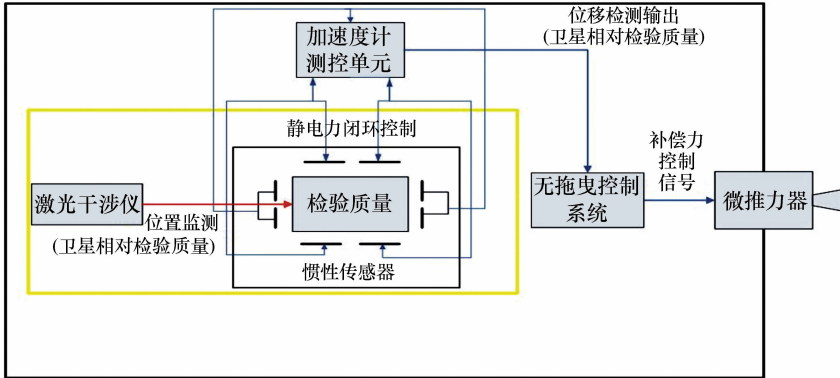 加速度计
测控单元
位移检测输出
(卫星相对检验质量)
静电力闭环控制
激光干涉仪
位置监测
(卫星相对检验质量)
检验质量
惯性传感器
无拖曳控制
系统
补偿力
控制
信号
微推力器